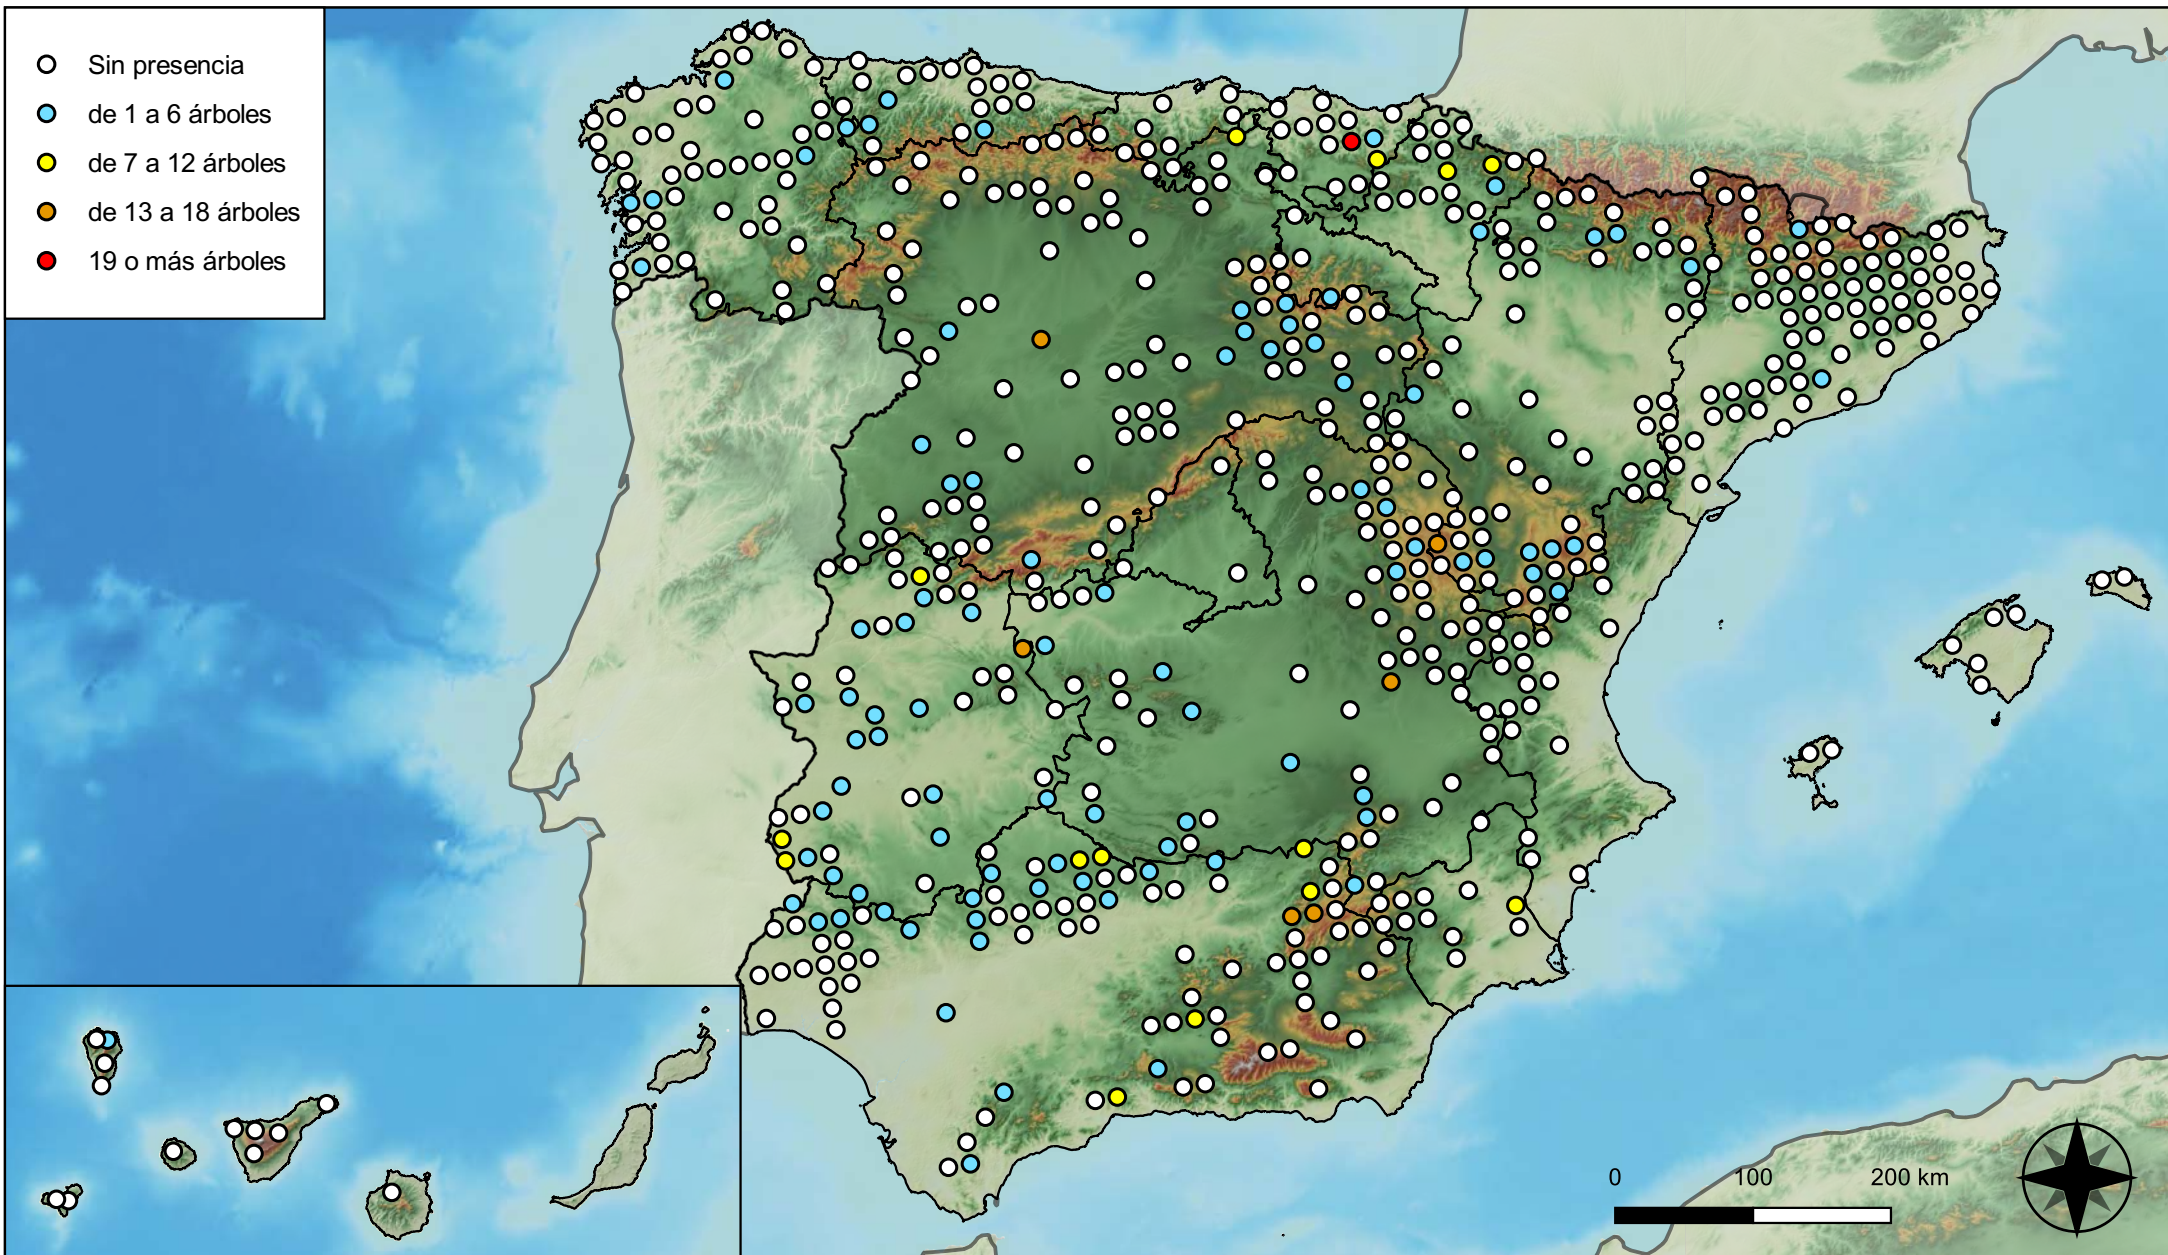 Sin presencia
de 1 a 6 árboles
de 7 a 12 árboles
de 13 a 18 árboles
19 o más árboles
0 100 200 km